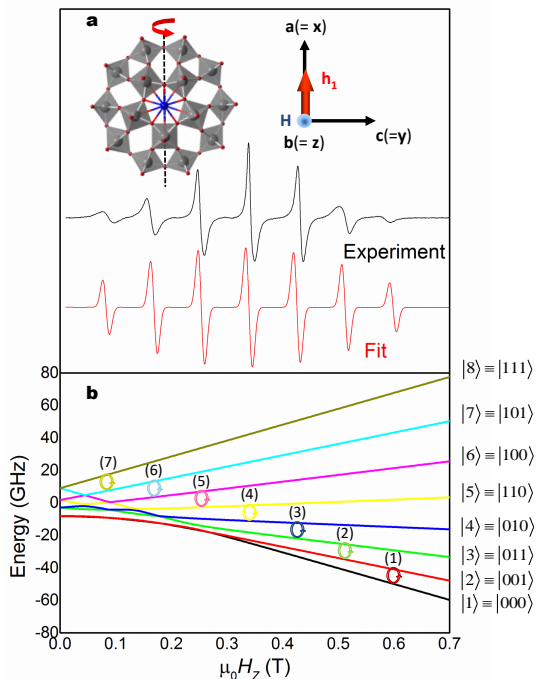 a
a(= x)
h₁
H
b(= z)
c(=y)
Experiment
Fit
b
Energy (GHz)
80
60
40
20
0
-20
-40
-60
-80
(7)
(6)
(5)
(4)
(3)
(2)
(1)
|8⟩ ≡ |111⟩
|7⟩ ≡ |101⟩
|6⟩ ≡ |100⟩
|5⟩ ≡ |110⟩
|4⟩ ≡ |010⟩
|3⟩ ≡ |011⟩
|2⟩ ≡ |001⟩
|1⟩ ≡ |000⟩
0.0 0.1 0.2 0.3 0.4 0.5 0.6 0.7
μ₀H_Z (T)